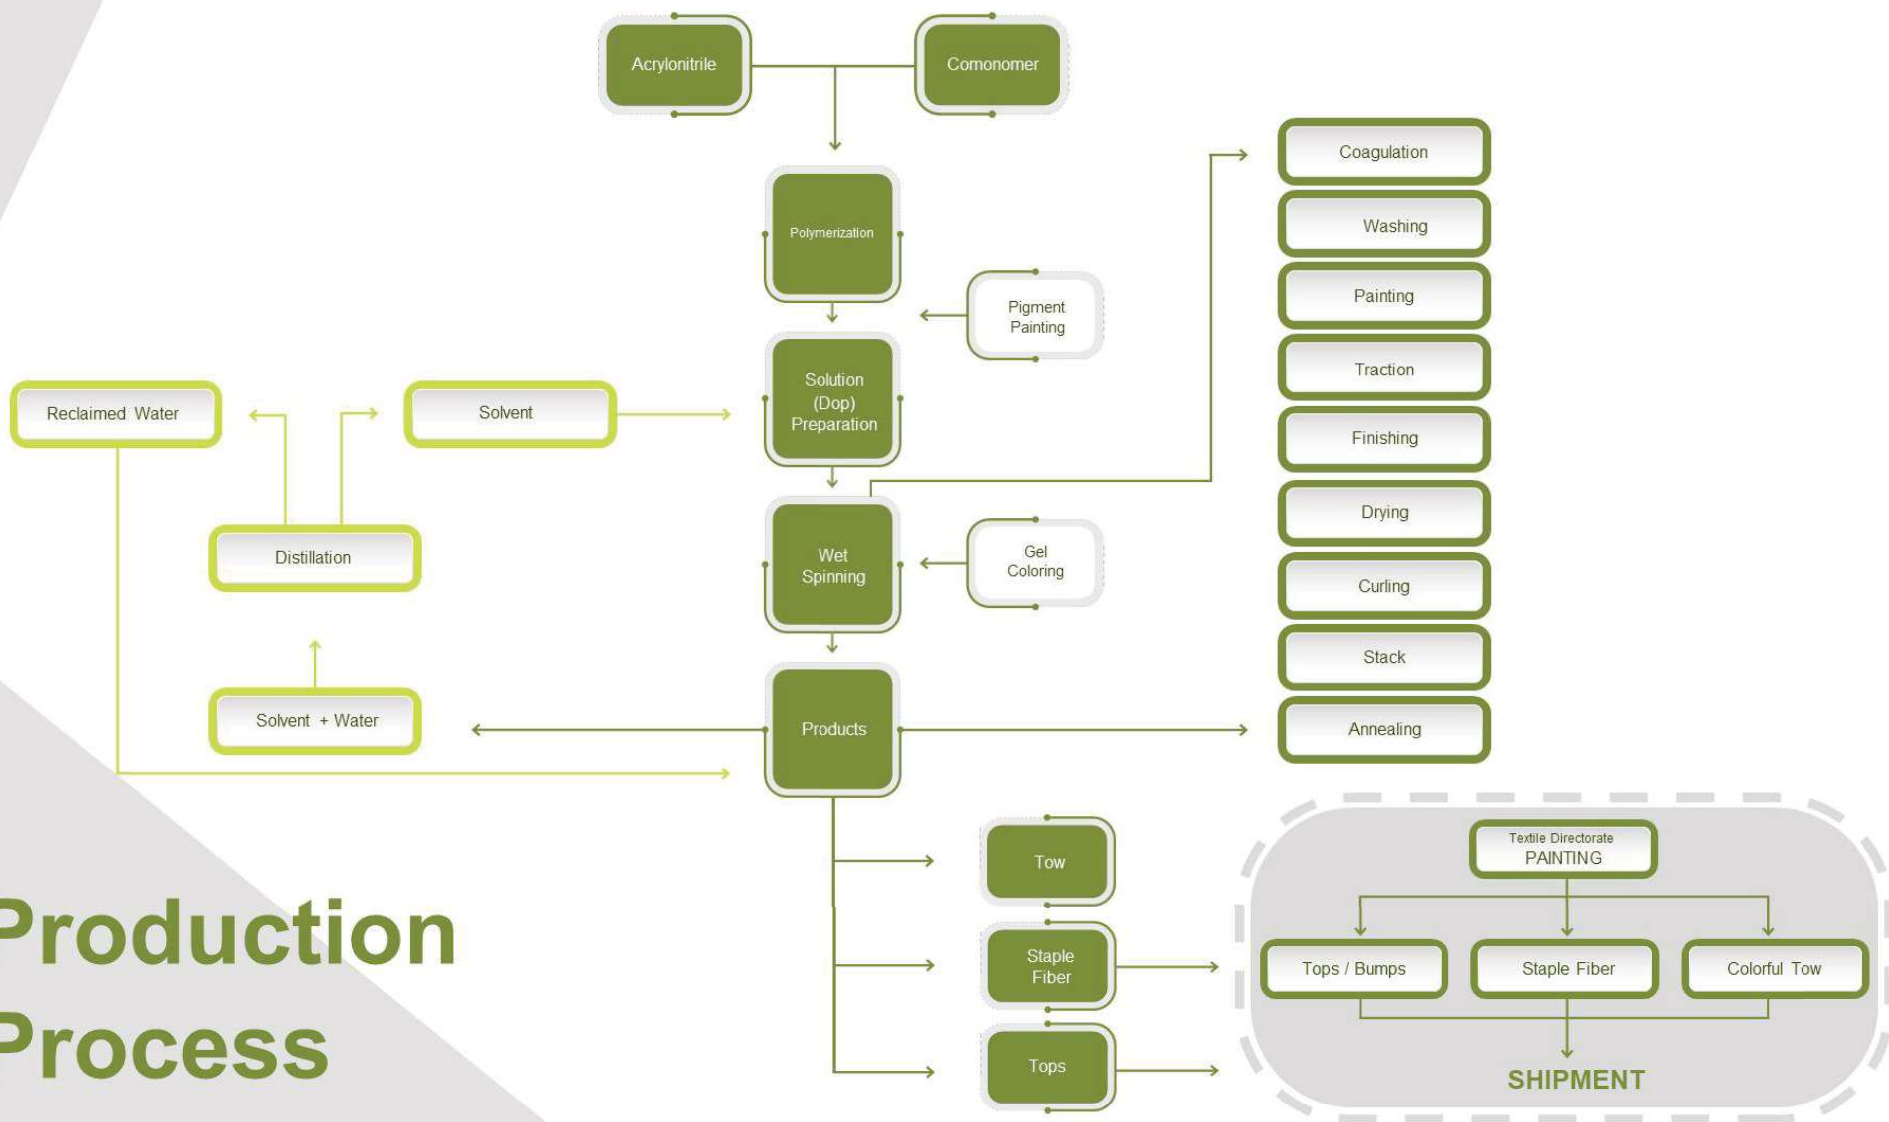 Acrylonitrile
Comonomer
Polymerization
Pigment
Painting
Solution
(Dop)
Preparation
Reclaimed Water
Solvent
Distillation
Wet
Spinning
Gel
Coloring
Solvent + Water
Products
Coagulation
Washing
Painting
Traction
Finishing
Drying
Curling
Stack
Annealing
Tow
Staple
Fiber
Tops
Textile Directorate
PAINTING
Tops / Bumps
Staple Fiber
Colorful Tow
SHIPMENT
Production
Process